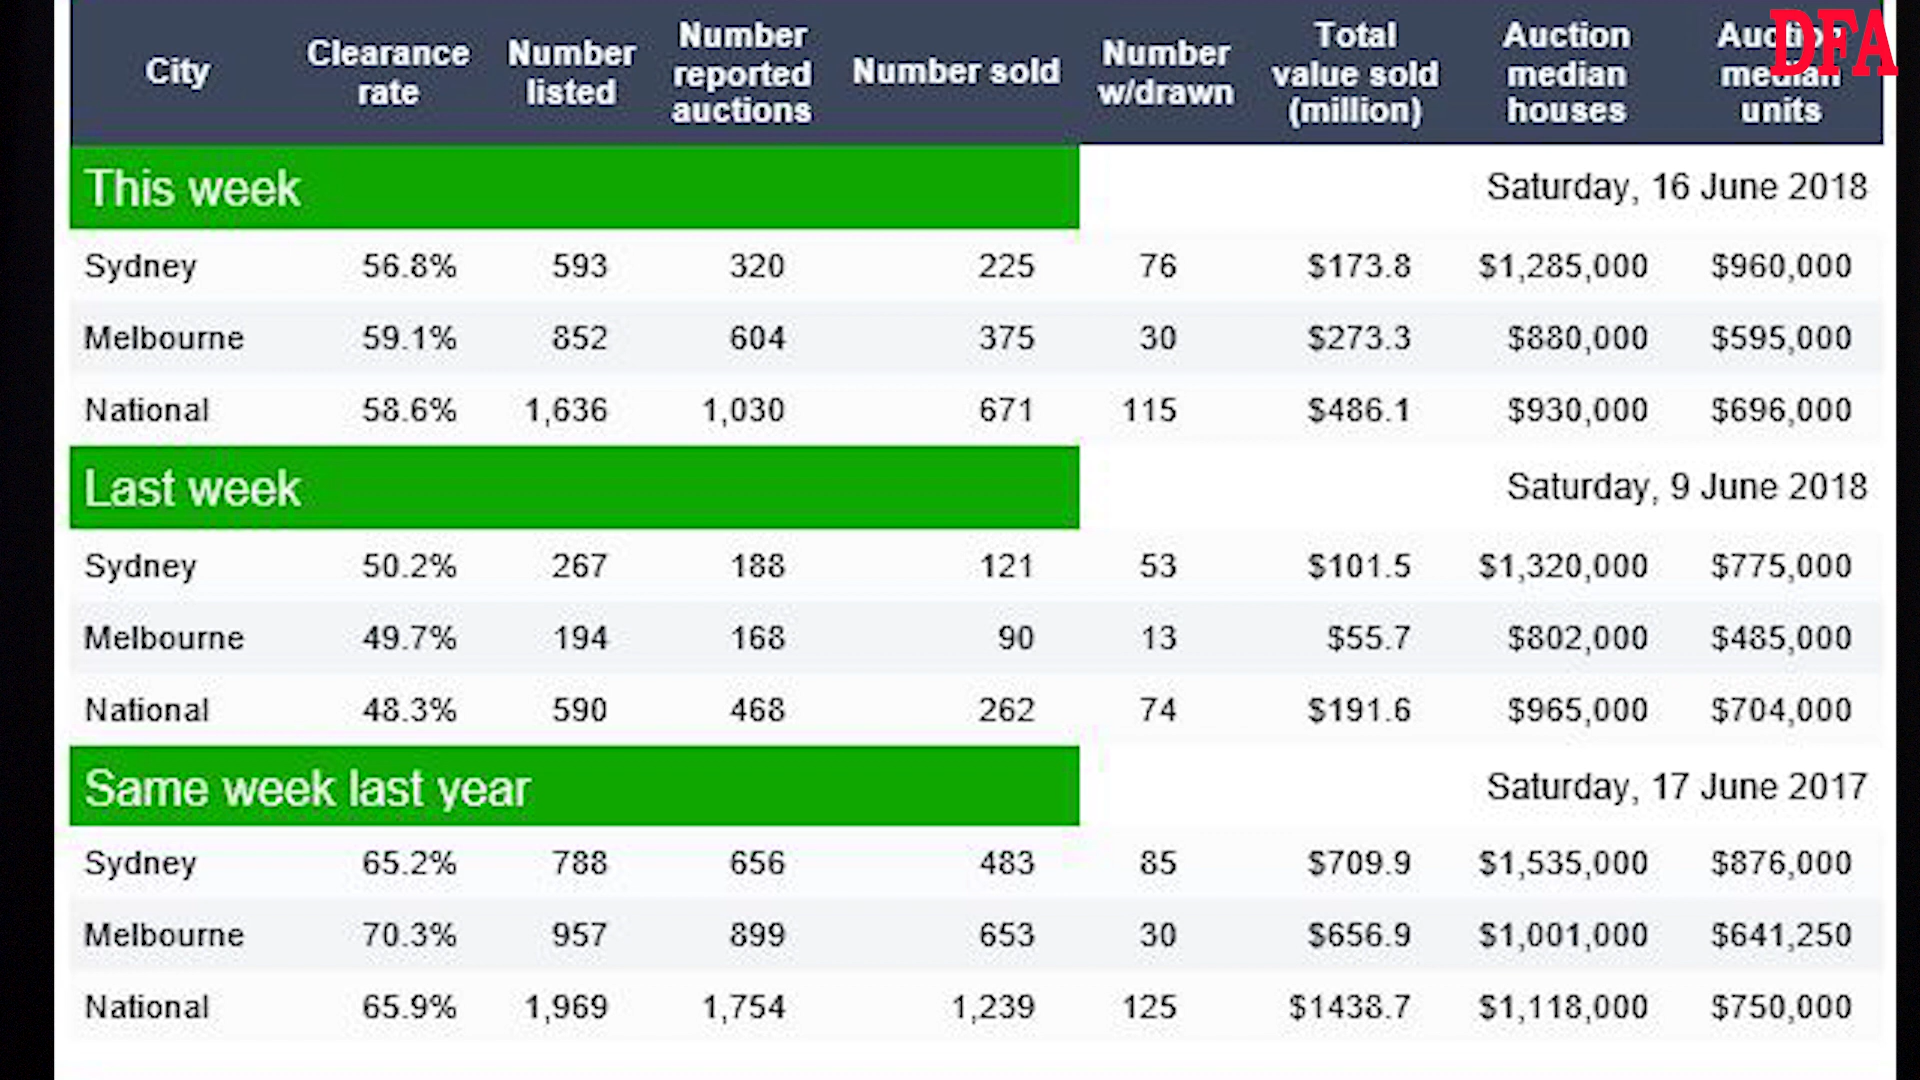 City Clearance rate Number listed Number reported auctions Number sold Number w/drawn Total value sold (million) Auction median houses Auction median units
DFA
This week Saturday, 16 June 2018
Sydney 56.8% 593 320 225 76 $173.8 $1,285,000 $960,000
Melbourne 59.1% 852 604 375 30 $273.3 $880,000 $595,000
National 58.6% 1,636 1,030 671 115 $486.1 $930,000 $696,000
Last week Saturday, 9 June 2018
Sydney 50.2% 267 188 121 53 $101.5 $1,320,000 $775,000
Melbourne 49.7% 194 168 90 13 $55.7 $802,000 $485,000
National 48.3% 590 468 262 74 $191.6 $965,000 $704,000
Same week last year Saturday, 17 June 2017
Sydney 65.2% 788 656 483 85 $709.9 $1,535,000 $876,000
Melbourne 70.3% 957 899 653 30 $656.9 $1,001,000 $641,250
National 65.9% 1,969 1,754 1,239 125 $1438.7 $1,118,000 $750,000